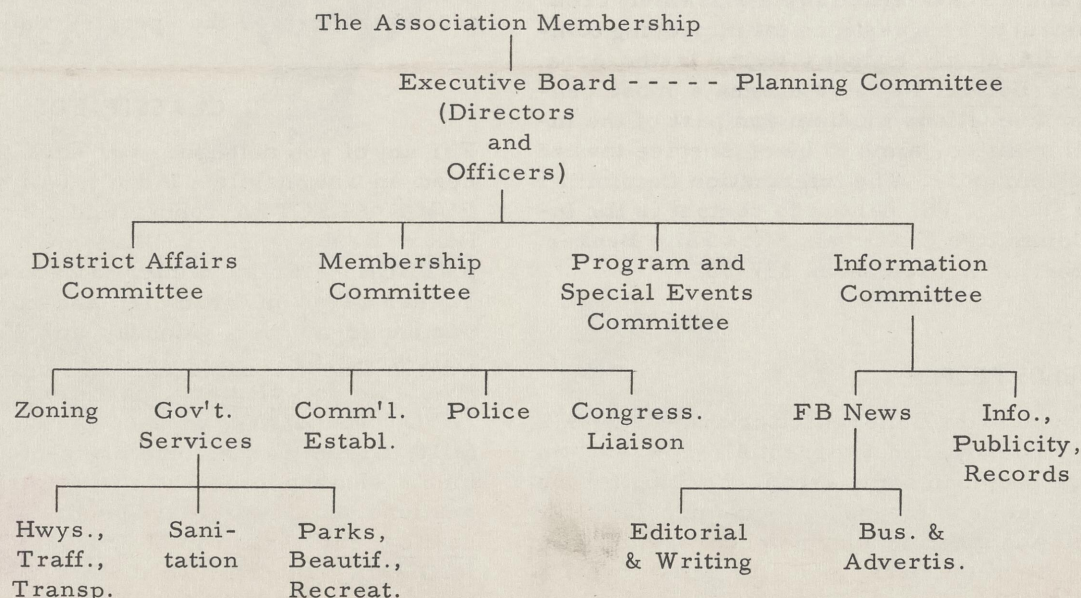 The Association Membership
Executive Board - - - - - Planning Committee
(Directors
and
Officers)
District Affairs
Committee
Membership
Committee
Program and
Special Events
Committee
Information
Committee
Zoning
Gov't.
Services
Comm'l.
Establ.
Police
Congress.
Liaison
FB News
Info.,
Publicity,
Records
Hwys.,
Traff.,
Transp.
Sani-
tation
Parks,
Beautif.,
Recreat.
Editorial
& Writing
Bus. &
Advertis.